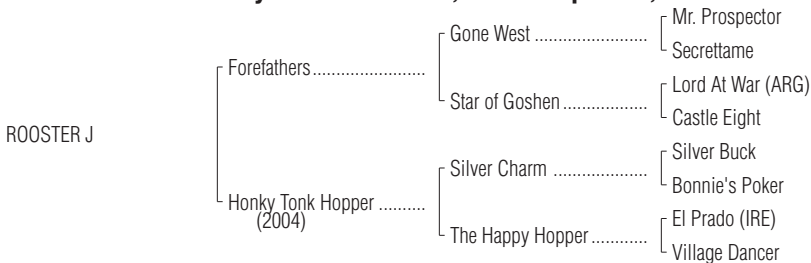 Mr. Prospector
Gone West ........................
Secrettame
Forefathers........................
Lord At War (ARG)
Star of Goshen ..................
Castle Eight
ROOSTER J
Silver Buck
Silver Charm ....................
Bonnie's Poker
Honky Tonk Hopper ..........
(2004)
El Prado (IRE)
The Happy Hopper............
Village Dancer